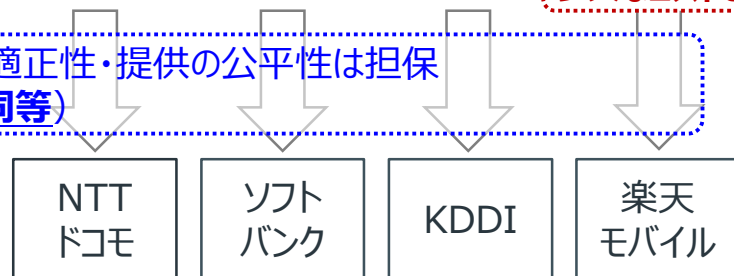 適正性・提供の公平性は担保
同等）
NTT
ドコモ
ソフト
バンク
KDDI
楽天
モバイル